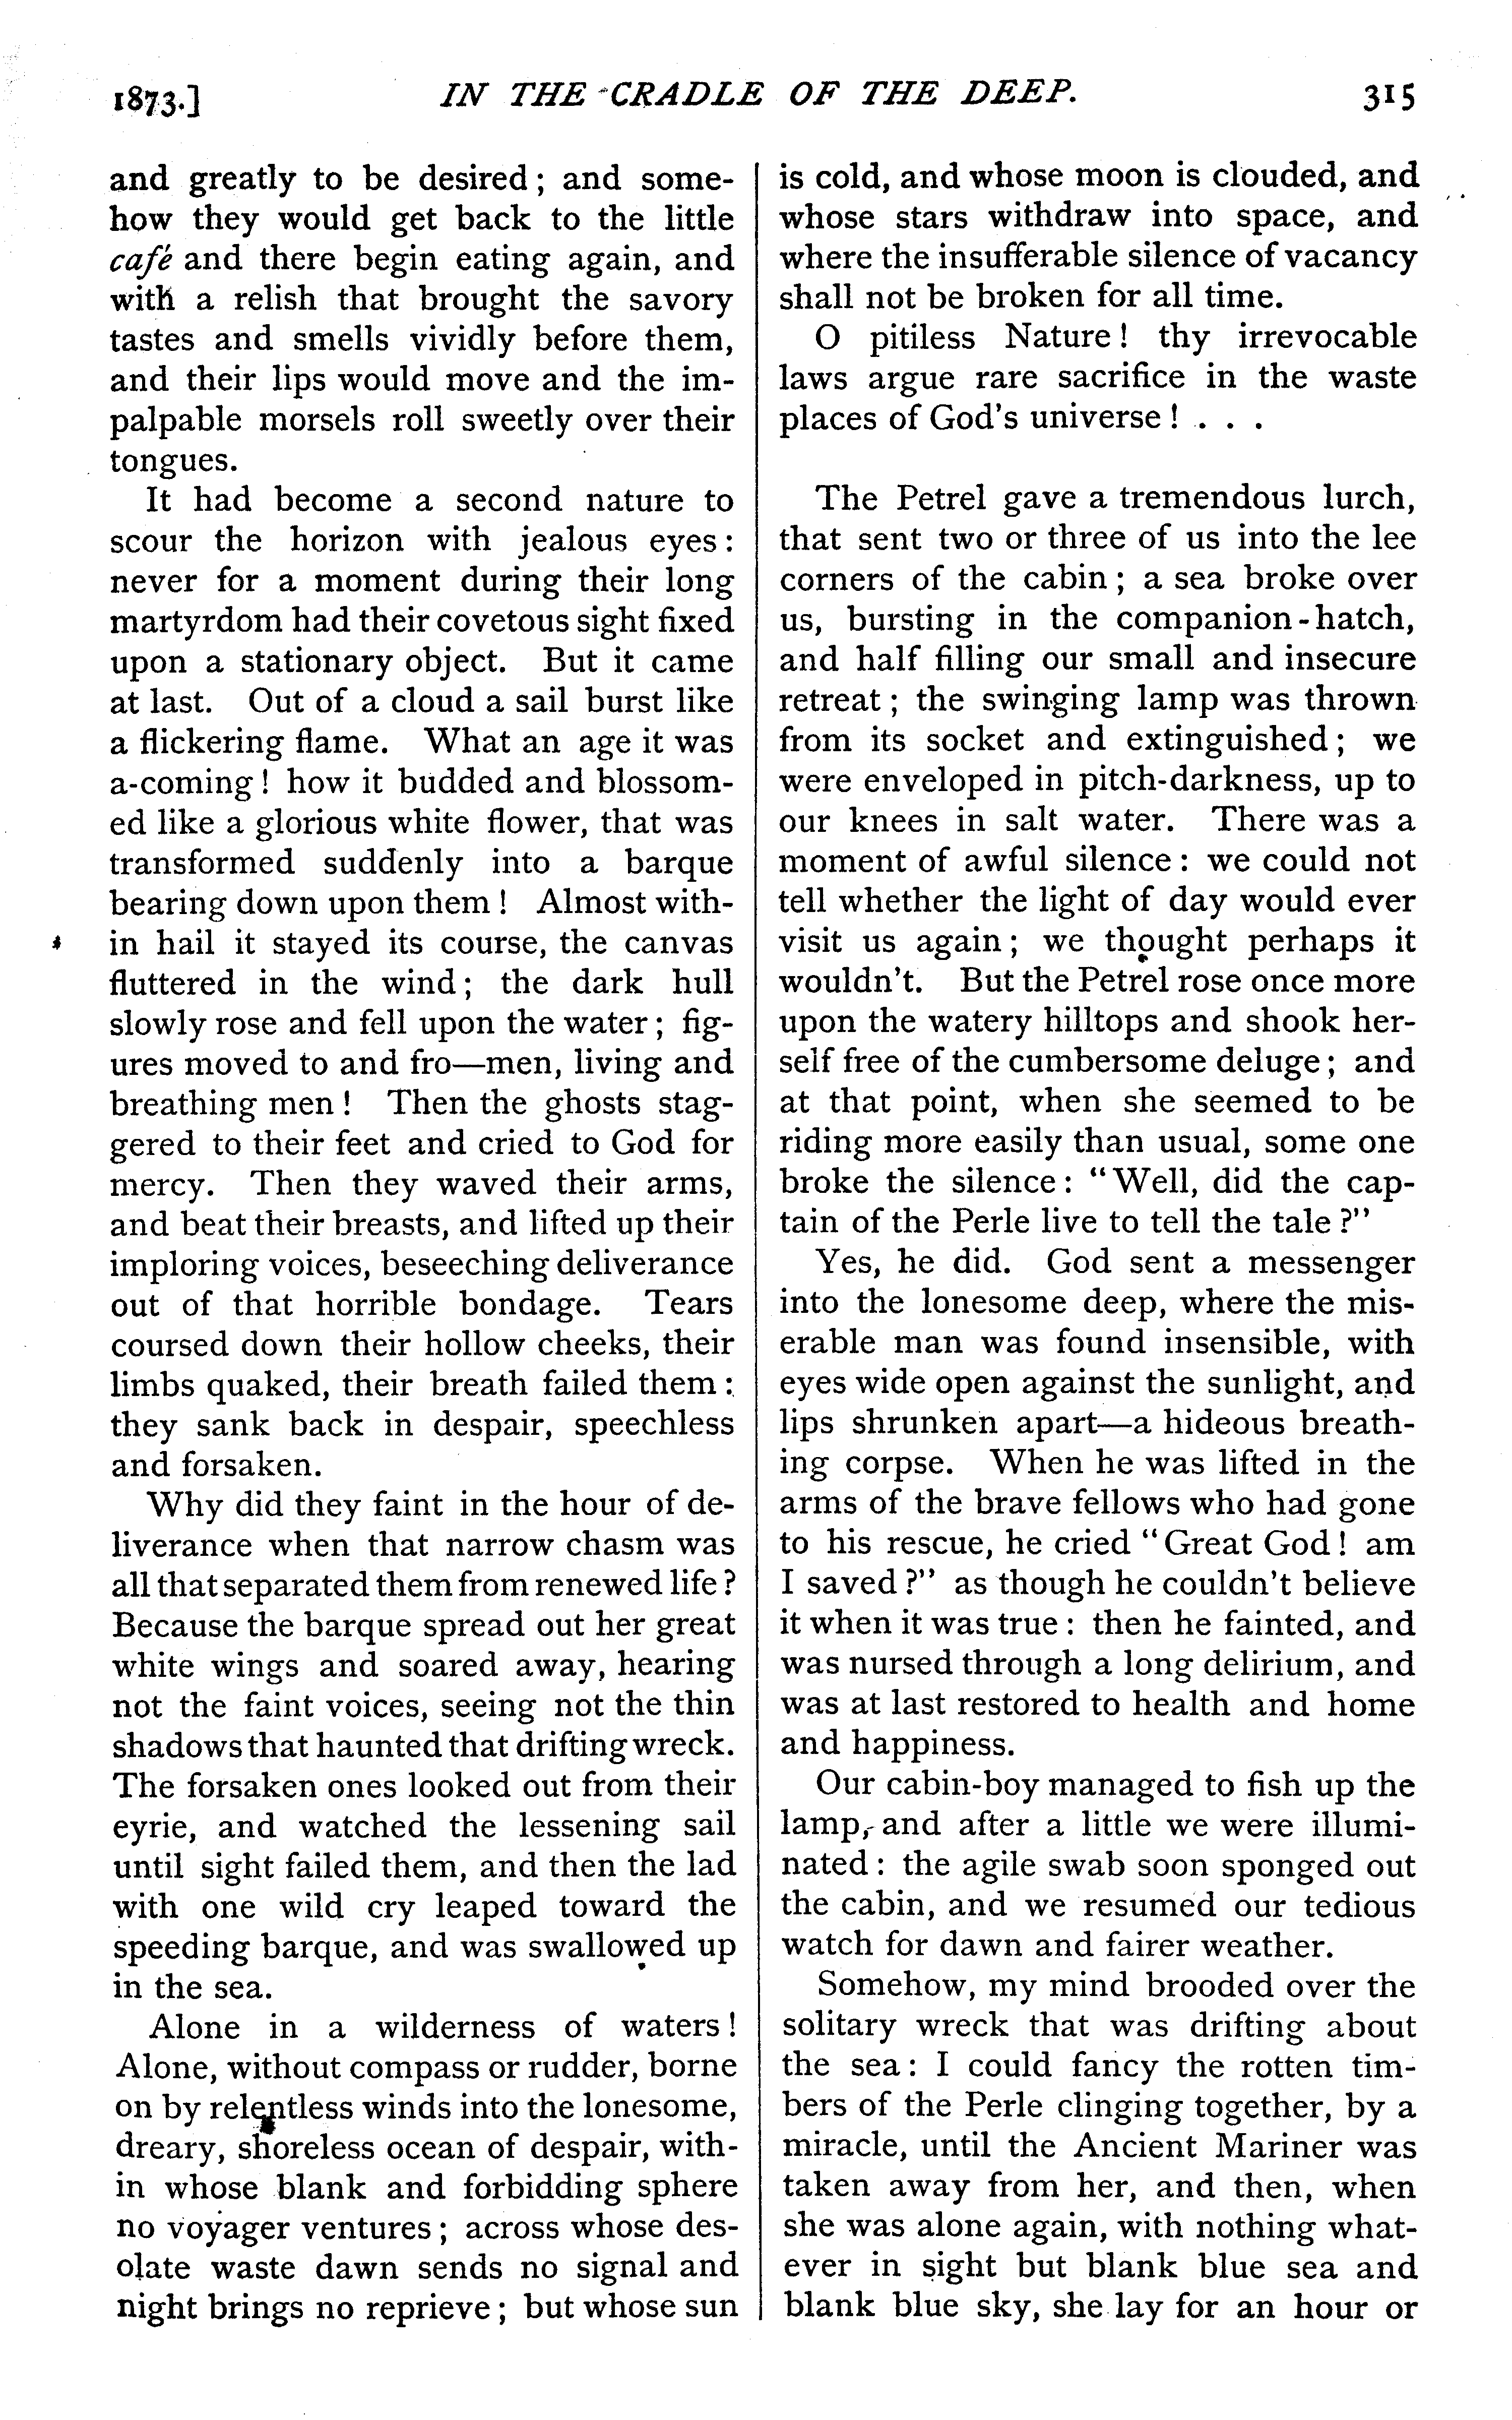 1873.] IN THE CRADLE OF THE DEEP. 315
and greatly to be desired; and some-
how they would get back to the little
café and there begin eating again, and
with a relish that brought the savory
tastes and smells vividly before them,
and their lips would move and the im-
palpable morsels roll sweetly over their
tongues.
It had become a second nature to
scour the horizon with jealous eyes:
never for a moment during their long
martyrdom had their covetous sight fixed
upon a stationary object. But it came
at last. Out of a cloud a sail burst like
a flickering flame. What an age it was
a-coming! how it budded and blossom-
ed like a glorious white flower, that was
transformed suddenly into a barque
bearing down upon them! Almost with-
in hail it stayed its course, the canvas
fluttered in the wind; the dark hull
slowly rose and fell upon the water; fig-
ures moved to and fro—men, living and
breathing men! Then the ghosts stag-
gered to their feet and cried to God for
mercy. Then they waved their arms,
and beat their breasts, and lifted up their
imploring voices, beseeching deliverance
out of that horrible bondage. Tears
coursed down their hollow cheeks, their
limbs quaked, their breath failed them:
they sank back in despair, speechless
and forsaken.
Why did they faint in the hour of de-
liverance when that narrow chasm was
all that separated them from renewed life?
Because the barque spread out her great
white wings and soared away, hearing
not the faint voices, seeing not the thin
shadows that haunted that drifting wreck.
The forsaken ones looked out from their
eyrie, and watched the lessening sail
until sight failed them, and then the lad
with one wild cry leaped toward the
speeding barque, and was swallowed up
in the sea.
Alone in a wilderness of waters!
Alone, without compass or rudder, borne
on by relentless winds into the lonesome,
dreary, shoreless ocean of despair, with-
in whose blank and forbidding sphere
no voyager ventures; across whose des-
olate waste dawn sends no signal and
night brings no reprieve; but whose sun
is cold, and whose moon is clouded, and
whose stars withdraw into space, and
where the insufferable silence of vacancy
shall not be broken for all time.
O pitiless Nature! thy irrevocable
laws argue rare sacrifice in the waste
places of God's universe! . . .
The Petrel gave a tremendous lurch,
that sent two or three of us into the lee
corners of the cabin; a sea broke over
us, bursting in the companion-hatch,
and half filling our small and insecure
retreat; the swinging lamp was thrown
from its socket and extinguished; we
were enveloped in pitch-darkness, up to
our knees in salt water. There was a
moment of awful silence: we could not
tell whether the light of day would ever
visit us again; we thought perhaps it
wouldn't. But the Petrel rose once more
upon the watery hilltops and shook her-
self free of the cumbersome deluge; and
at that point, when she seemed to be
riding more easily than usual, some one
broke the silence: "Well, did the cap-
tain of the Perle live to tell the tale?"
Yes, he did. God sent a messenger
into the lonesome deep, where the mis-
erable man was found insensible, with
eyes wide open against the sunlight, and
lips shrunken apart—a hideous breath-
ing corpse. When he was lifted in the
arms of the brave fellows who had gone
to his rescue, he cried "Great God! am
I saved?" as though he couldn't believe
it when it was true: then he fainted, and
was nursed through a long delirium, and
was at last restored to health and home
and happiness.
Our cabin-boy managed to fish up the
lamp, and after a little we were illumi-
nated: the agile swab soon sponged out
the cabin, and we resumed our tedious
watch for dawn and fairer weather.
Somehow, my mind brooded over the
solitary wreck that was drifting about
the sea: I could fancy the rotten tim-
bers of the Perle clinging together, by a
miracle, until the Ancient Mariner was
taken away from her, and then, when
she was alone again, with nothing what-
ever in sight but blank blue sea and
blank blue sky, she lay for an hour or